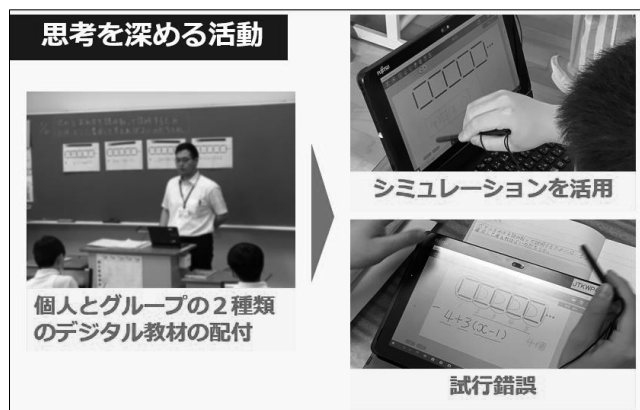 思考を深める活動
個人とグループの２種類
のデジタル教材の配付
シミュレーションを活用
FUJITSU
4+3(x-1)
試行錯誤